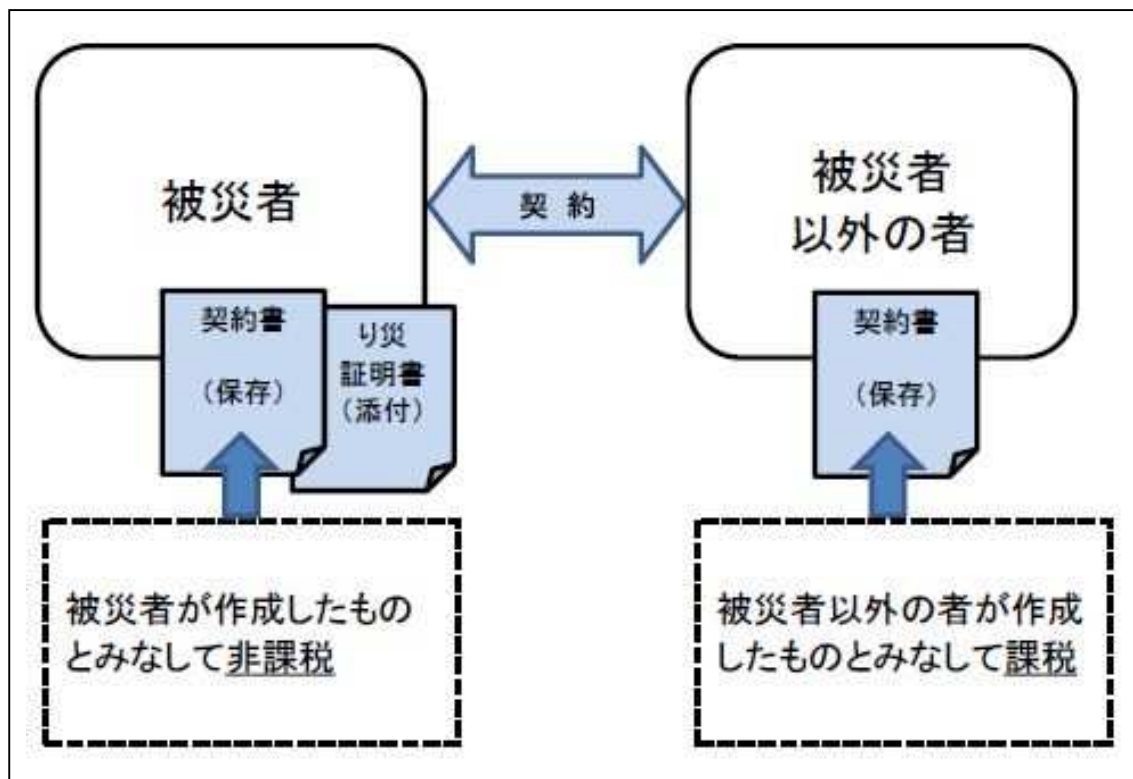 被災者
契約
被災者
以外の者
契約書
（保存）
り災
証明書
（添付）
契約書
（保存）
被災者が作成したもの
とみなして非課税
被災者以外の者が作成
したものとみなして課税